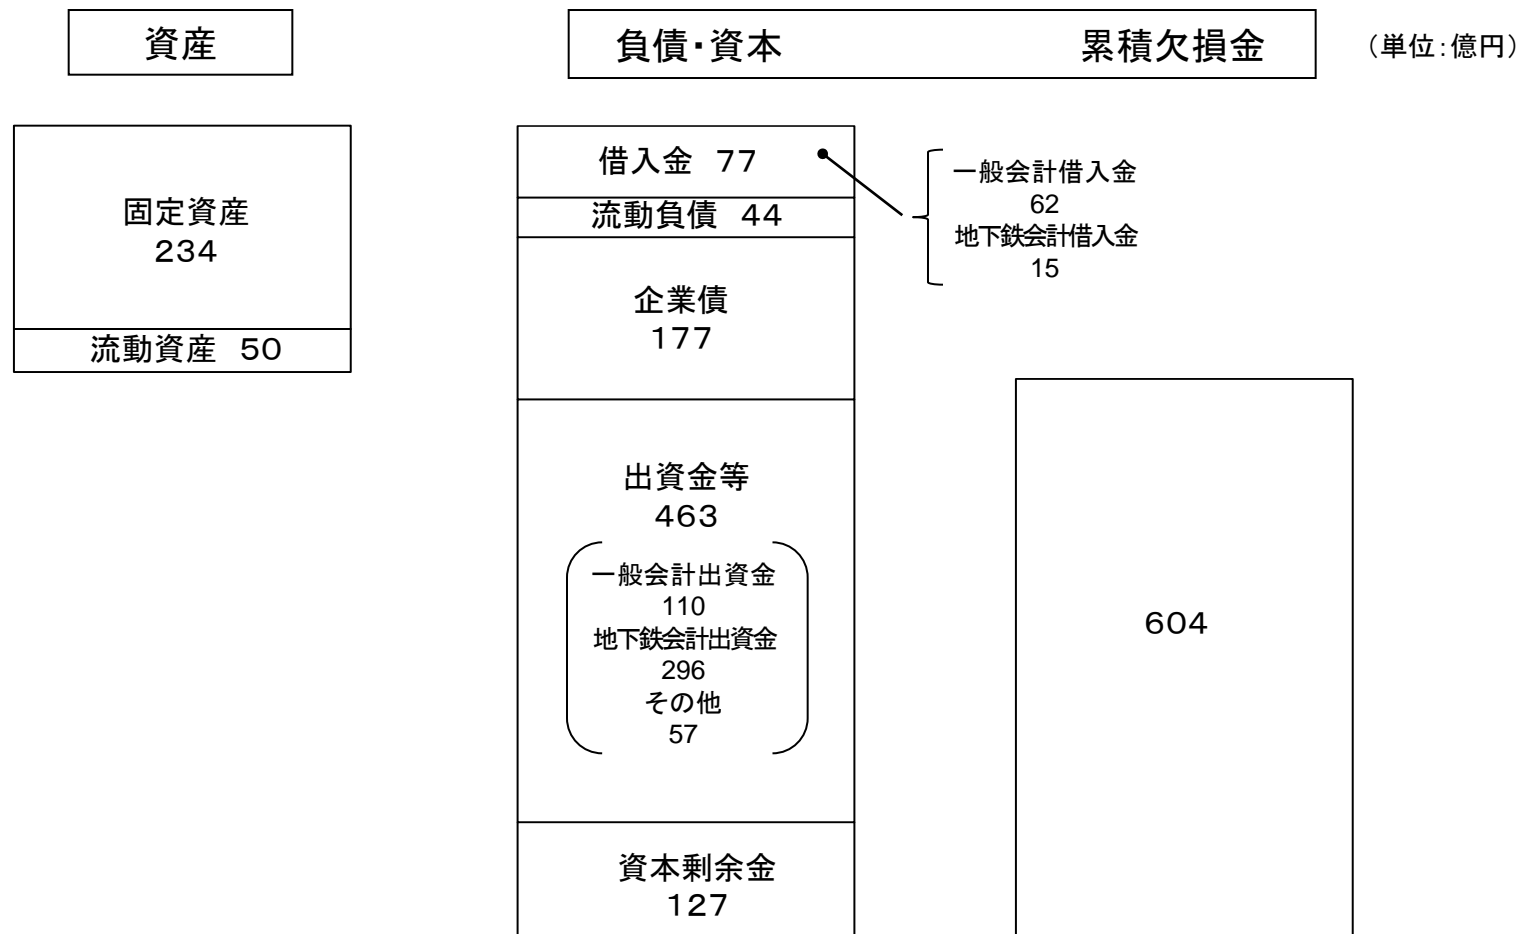 資産
負債・資本 累積欠損金
（単位：億円）
固定資産
２３４
流動資産 ５０
借入金 ７７
流動負債 ４４
企業債
１７７
出資金等
４６３
一般会計出資金
110
地下鉄会計出資金
296
その他
57
資本剰余金
１２７
一般会計借入金
62
地下鉄会計借入金
15
６０４